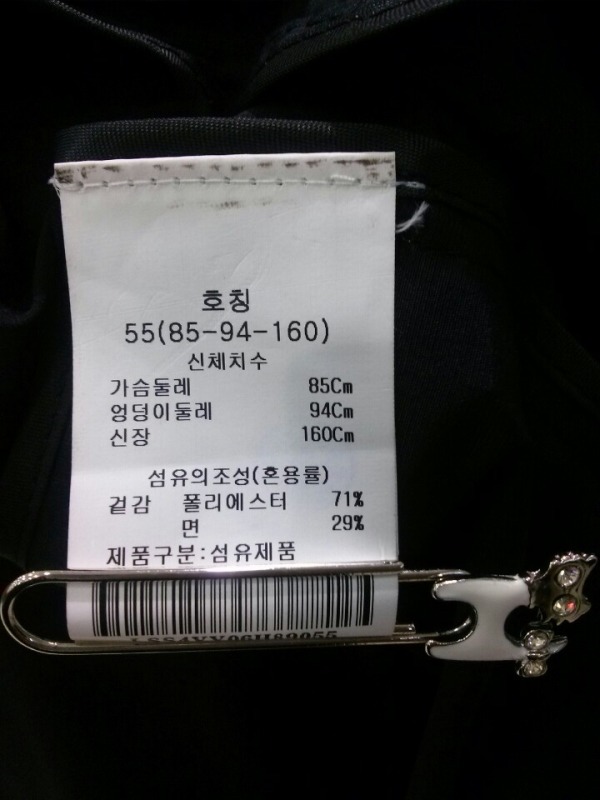 호칭
55(85-94-160)
신체치수
가슴둘레 85Cm
엉덩이둘레 94Cm
신장 160Cm
섬유의조성(혼용률)
겉감 폴리에스터 71%
면 29%
제품구분:섬유제품